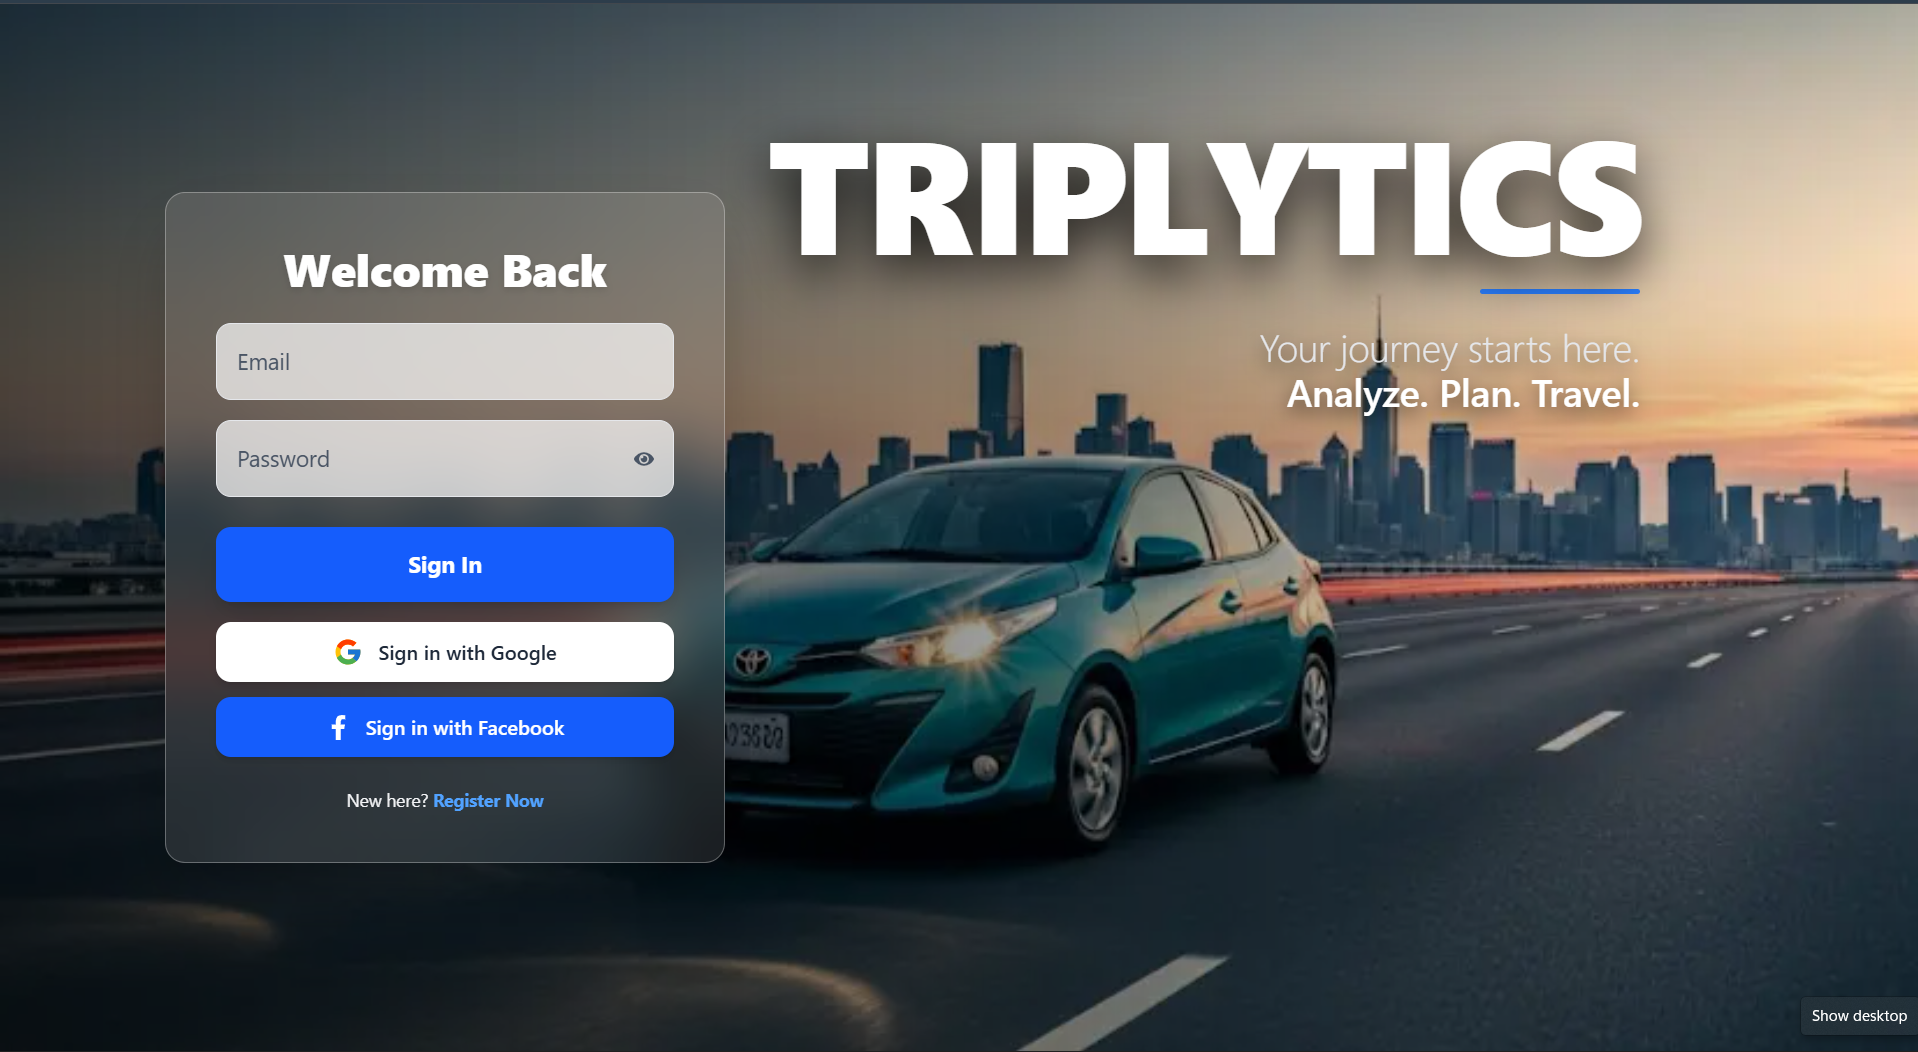 TRIPLYTICS
Your journey starts here.
Analyze. Plan. Travel.
Welcome Back
Email
Password
Sign In
Sign in with Google
Sign in with Facebook
New here? Register Now
Show desktop